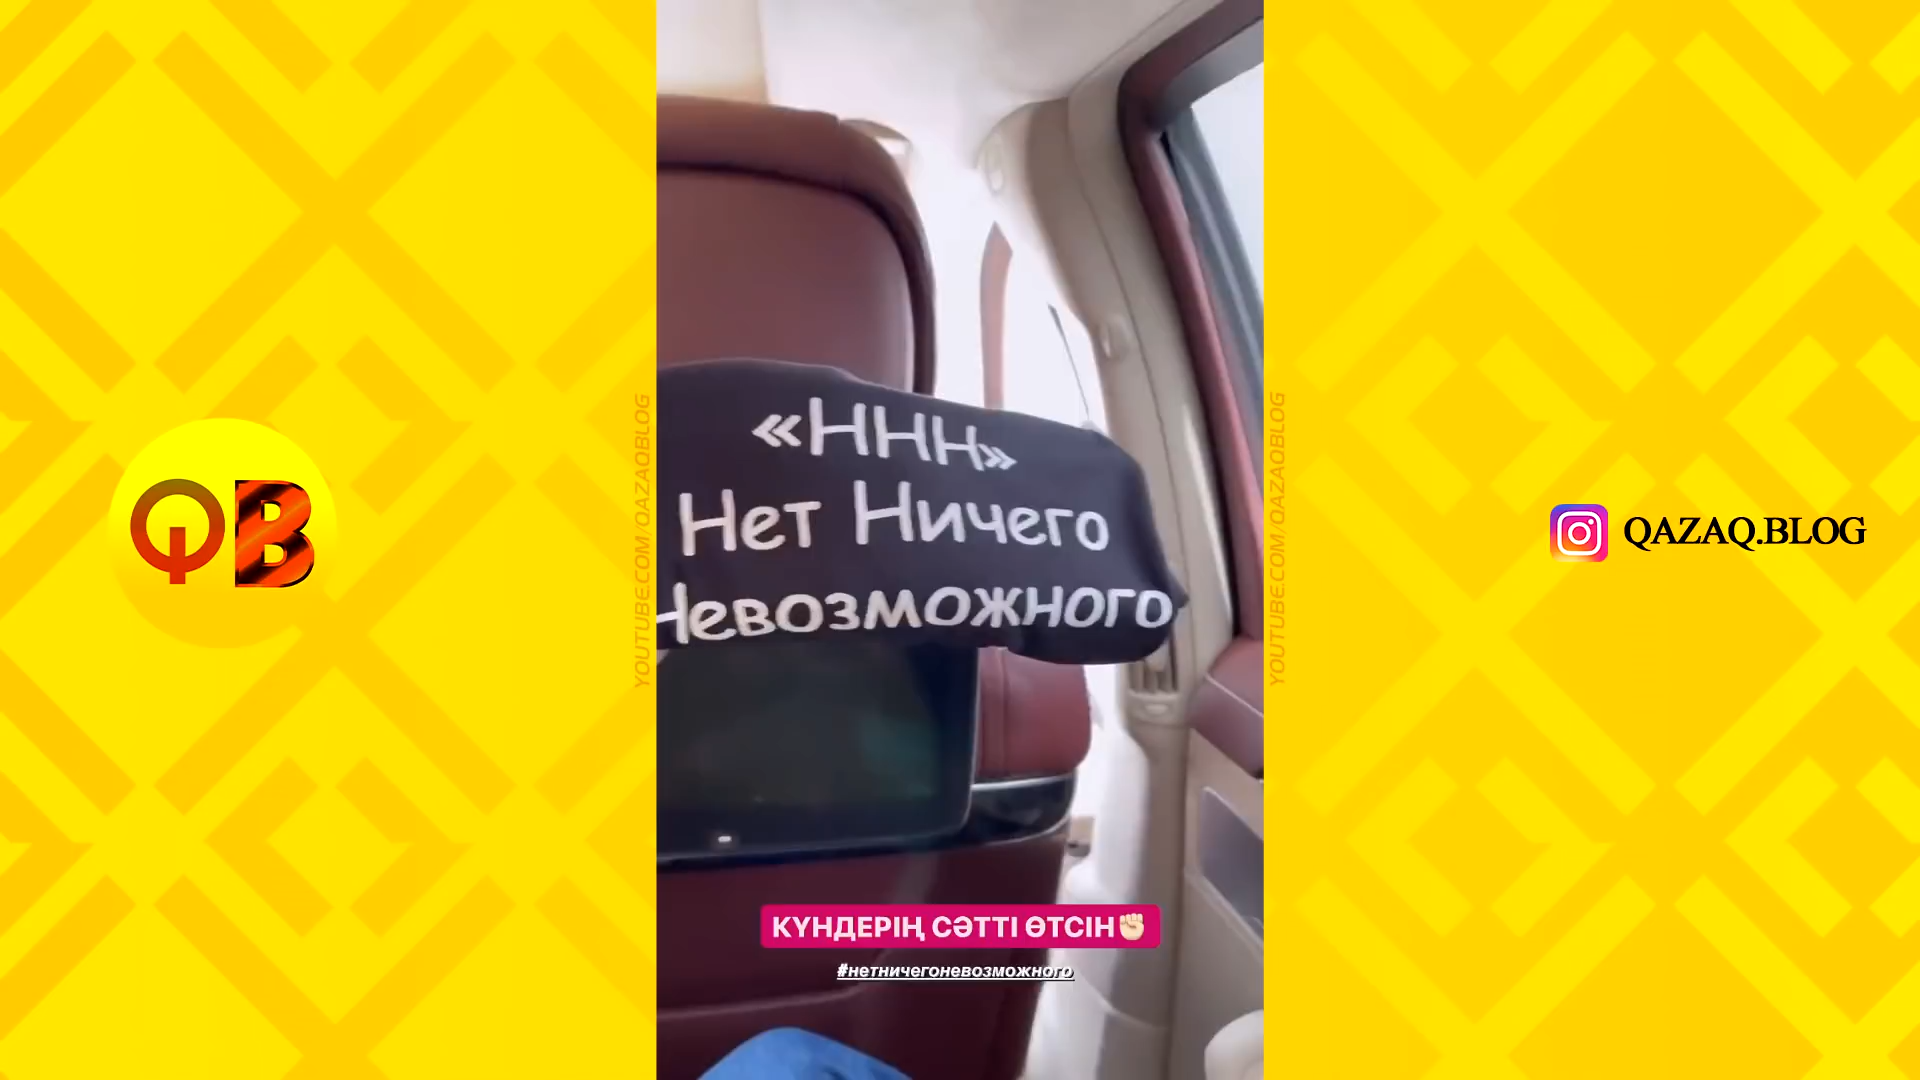 «ННН»
Нет Ничего
Невозможного
КҮНДЕРІҢ СӘТТІ ӨТСІН✊🏻
#нетничегоневозможного
QB
QAZAQ.BLOG
YOUTUBE.COM/QAZAQBLOG
YOUTUBE.COM/QAZAQBLOG